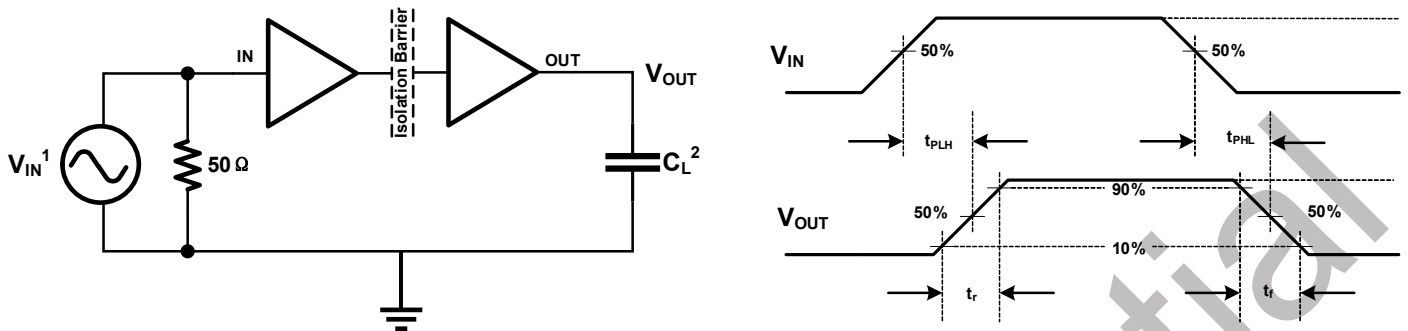 IN
Isolation Barrier
OUT
VOUT
VIN1
50 Ω
CL2
VIN
50%
50%
tPLH
tPHL
VOUT
50%
90%
50%
10%
tr
tf
tial